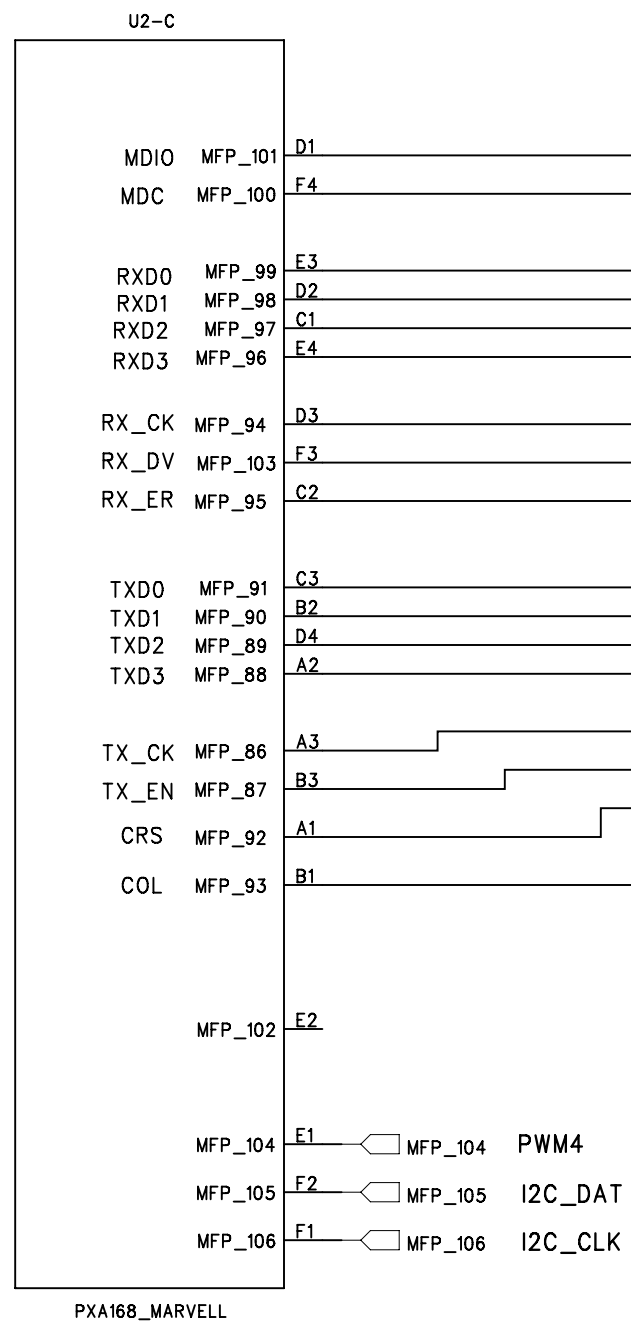 U2-C
MDIO MFP_101 D1
MDC MFP_100 F4
RXD0 MFP_99 E3
RXD1 MFP_98 D2
RXD2 MFP_97 C1
RXD3 MFP_96 E4
RX_CK MFP_94 D3
RX_DV MFP_103 F3
RX_ER MFP_95 C2
TXD0 MFP_91 C3
TXD1 MFP_90 B2
TXD2 MFP_89 D4
TXD3 MFP_88 A2
TX_CK MFP_86 A3
TX_EN MFP_87 B3
CRS MFP_92 A1
COL MFP_93 B1
MFP_102 E2
MFP_104 E1 MFP_104 PWM4
MFP_105 F2 MFP_105 I2C_DAT
MFP_106 F1 MFP_106 I2C_CLK
PXA168_MARVELL